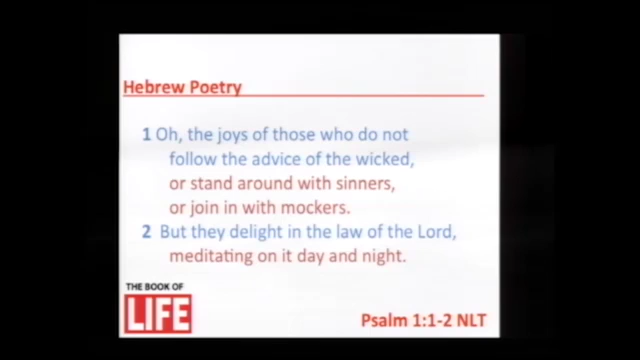 Hebrew Poetry
1 Oh, the joys of those who do not
follow the advice of the wicked,
or stand around with sinners,
or join in with mockers.
2 But they delight in the law of the Lord,
meditating on it day and night.
THE BOOK OF
LIFE
Psalm 1:1-2 NLT